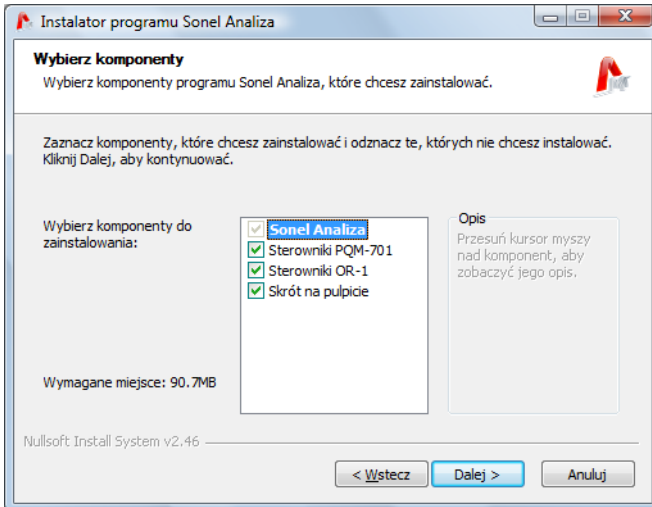 Instalator programu Sonel Analiza
Wybierz komponenty
Wybierz komponenty programu Sonel Analiza, które chcesz zainstalować.
Zaznacz komponenty, które chcesz zainstalować i odznacz te, których nie chcesz instalować.
Kliknij Dalej, aby kontynuować.
Wybierz komponenty do
zainstalowania:
Sonel Analiza
Sterowniki PQM-701
Sterowniki OR-1
Skrót na pulpicie
Opis
Przesuń kursor myszy
nad komponent, aby
zobaczyć jego opis.
Wymagane miejsce: 90.7MB
Nullsoft Install System v2.46
< Wstecz
Dalej >
Anuluj